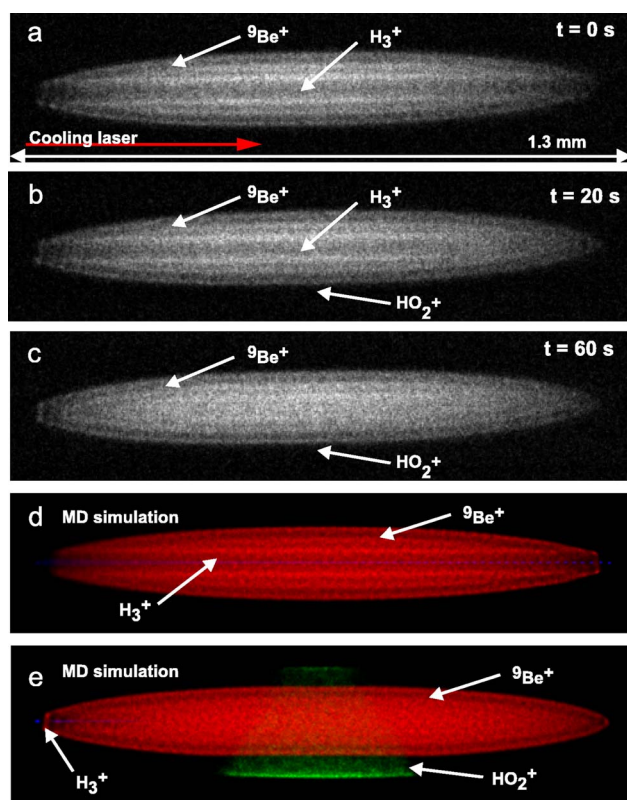 a
⁹Be⁺
H₃⁺
t = 0 s
Cooling laser
1.3 mm
b
⁹Be⁺
H₃⁺
t = 20 s
HO₂⁺
c
⁹Be⁺
t = 60 s
HO₂⁺
d
MD simulation
⁹Be⁺
H₃⁺
e
MD simulation
⁹Be⁺
H₃⁺
HO₂⁺